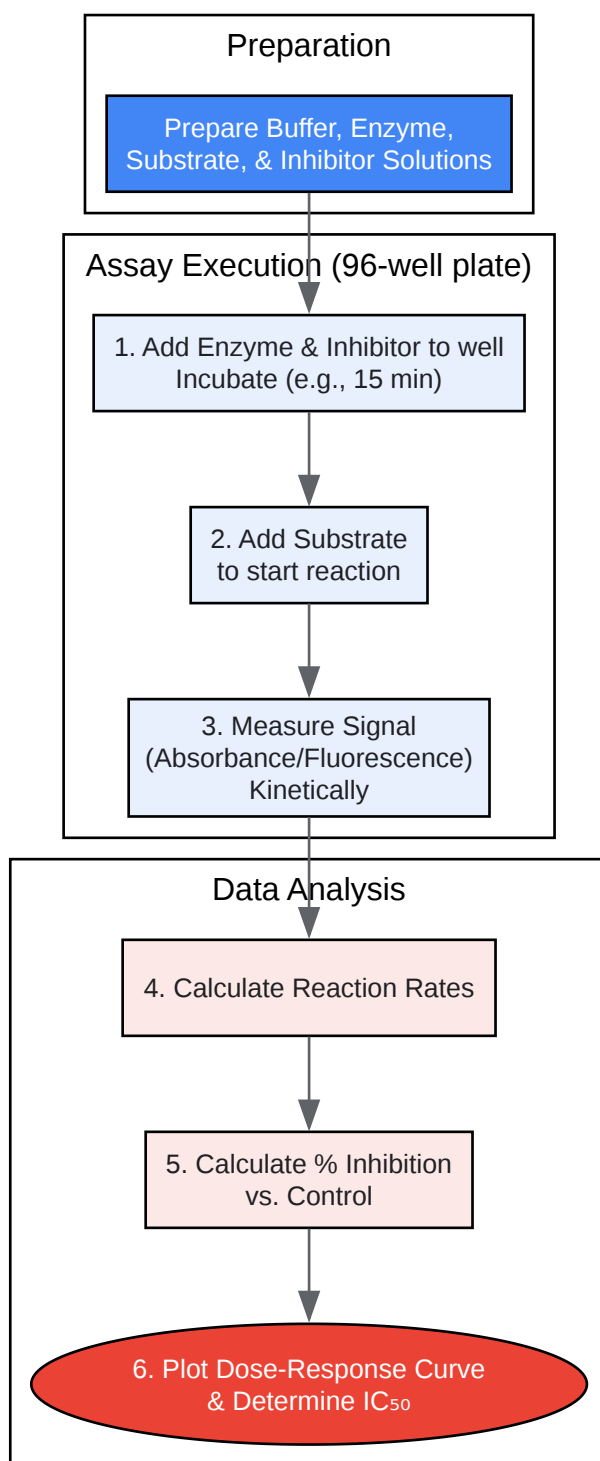 Preparation
Prepare Buffer, Enzyme,
Substrate, & Inhibitor Solutions
Assay Execution (96-well plate)
1. Add Enzyme & Inhibitor to well
Incubate (e.g., 15 min)
2. Add Substrate
to start reaction
3. Measure Signal
(Absorbance/Fluorescence)
Kinetically
Data Analysis
4. Calculate Reaction Rates
5. Calculate % Inhibition
vs. Control
6. Plot Dose-Response Curve
& Determine IC₅₀